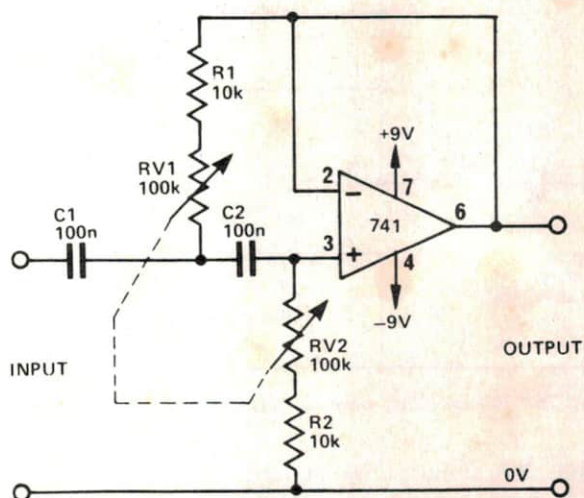 R1
10k
RV1
100k
C1
100n
C2
100n
+9V
2
7
−
741
6
3
+
4
−9V
RV2
100k
INPUT
OUTPUT
R2
10k
0V